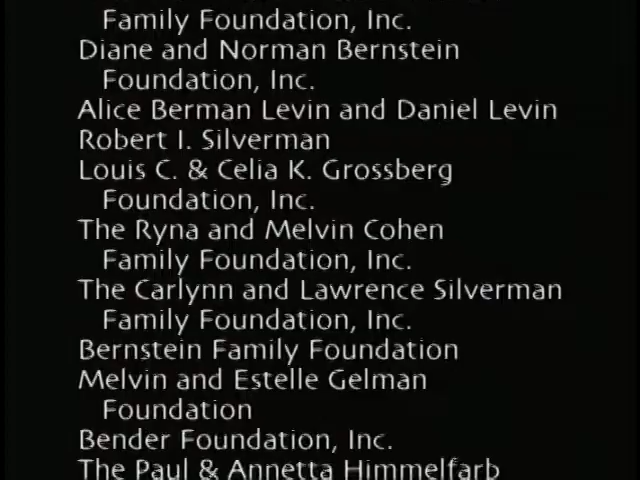 Family Foundation, Inc.
Diane and Norman Bernstein
Foundation, Inc.
Alice Berman Levin and Daniel Levin
Robert I. Silverman
Louis C. & Celia K. Grossberg
Foundation, Inc.
The Ryna and Melvin Cohen
Family Foundation, Inc.
The Carlynn and Lawrence Silverman
Family Foundation, Inc.
Bernstein Family Foundation
Melvin and Estelle Gelman
Foundation
Bender Foundation, Inc.
The Paul & Annetta Himmelfarb